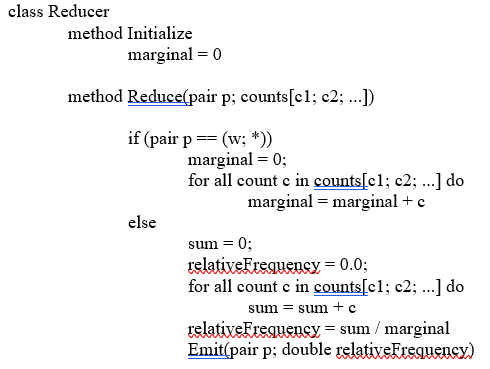 class Reducer
method Initialize
marginal = 0
method Reduce(pair p; counts[c1; c2; ...])
if (pair p == (w; *))
marginal = 0;
for all count c in counts[c1; c2; ...] do
marginal = marginal + c
else
sum = 0;
relativeFrequency = 0.0;
for all count c in counts[c1; c2; ...] do
sum = sum + c
relativeFrequency = sum / marginal
Emit(pair p; double relativeFrequency)